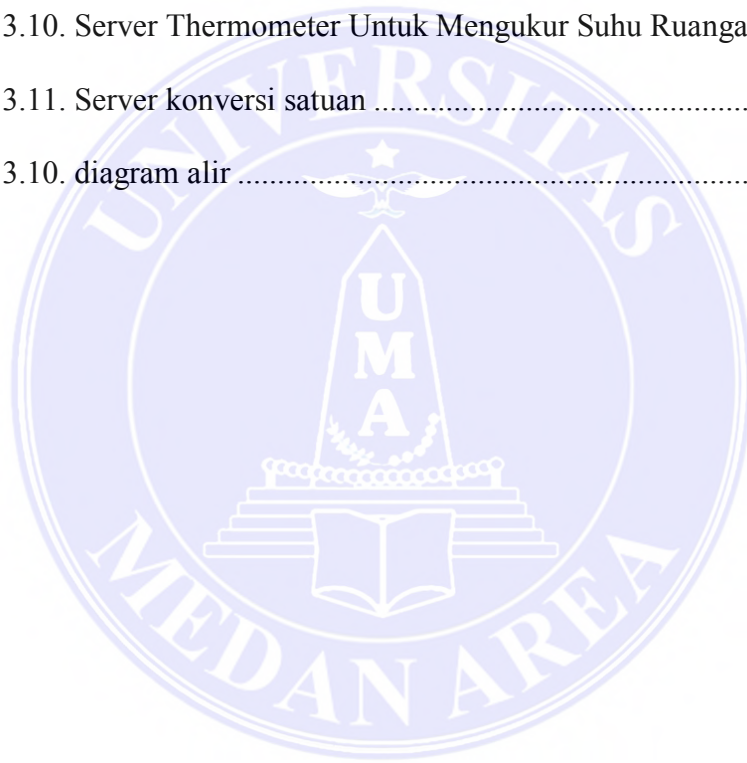 3.10. Server Thermometer Untuk Mengukur Suhu Ruanga
3.11. Server konversi satuan ................................................
3.10. diagram alir ................................................................
UNIVERSITAS
UMA
MEDAN AREA